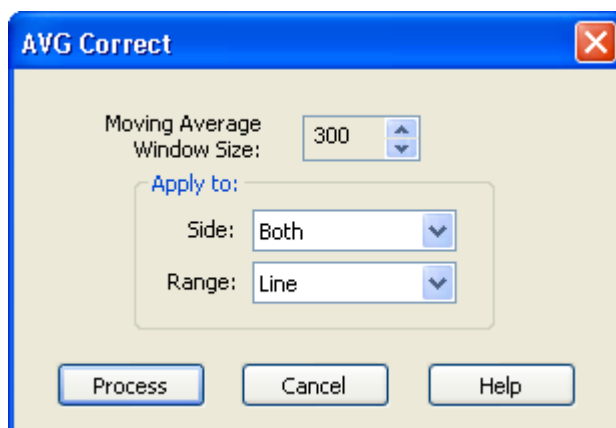 AVG Correct
Moving Average
Window Size:
300
Apply to:
Side:
Both
Range:
Line
Process
Cancel
Help